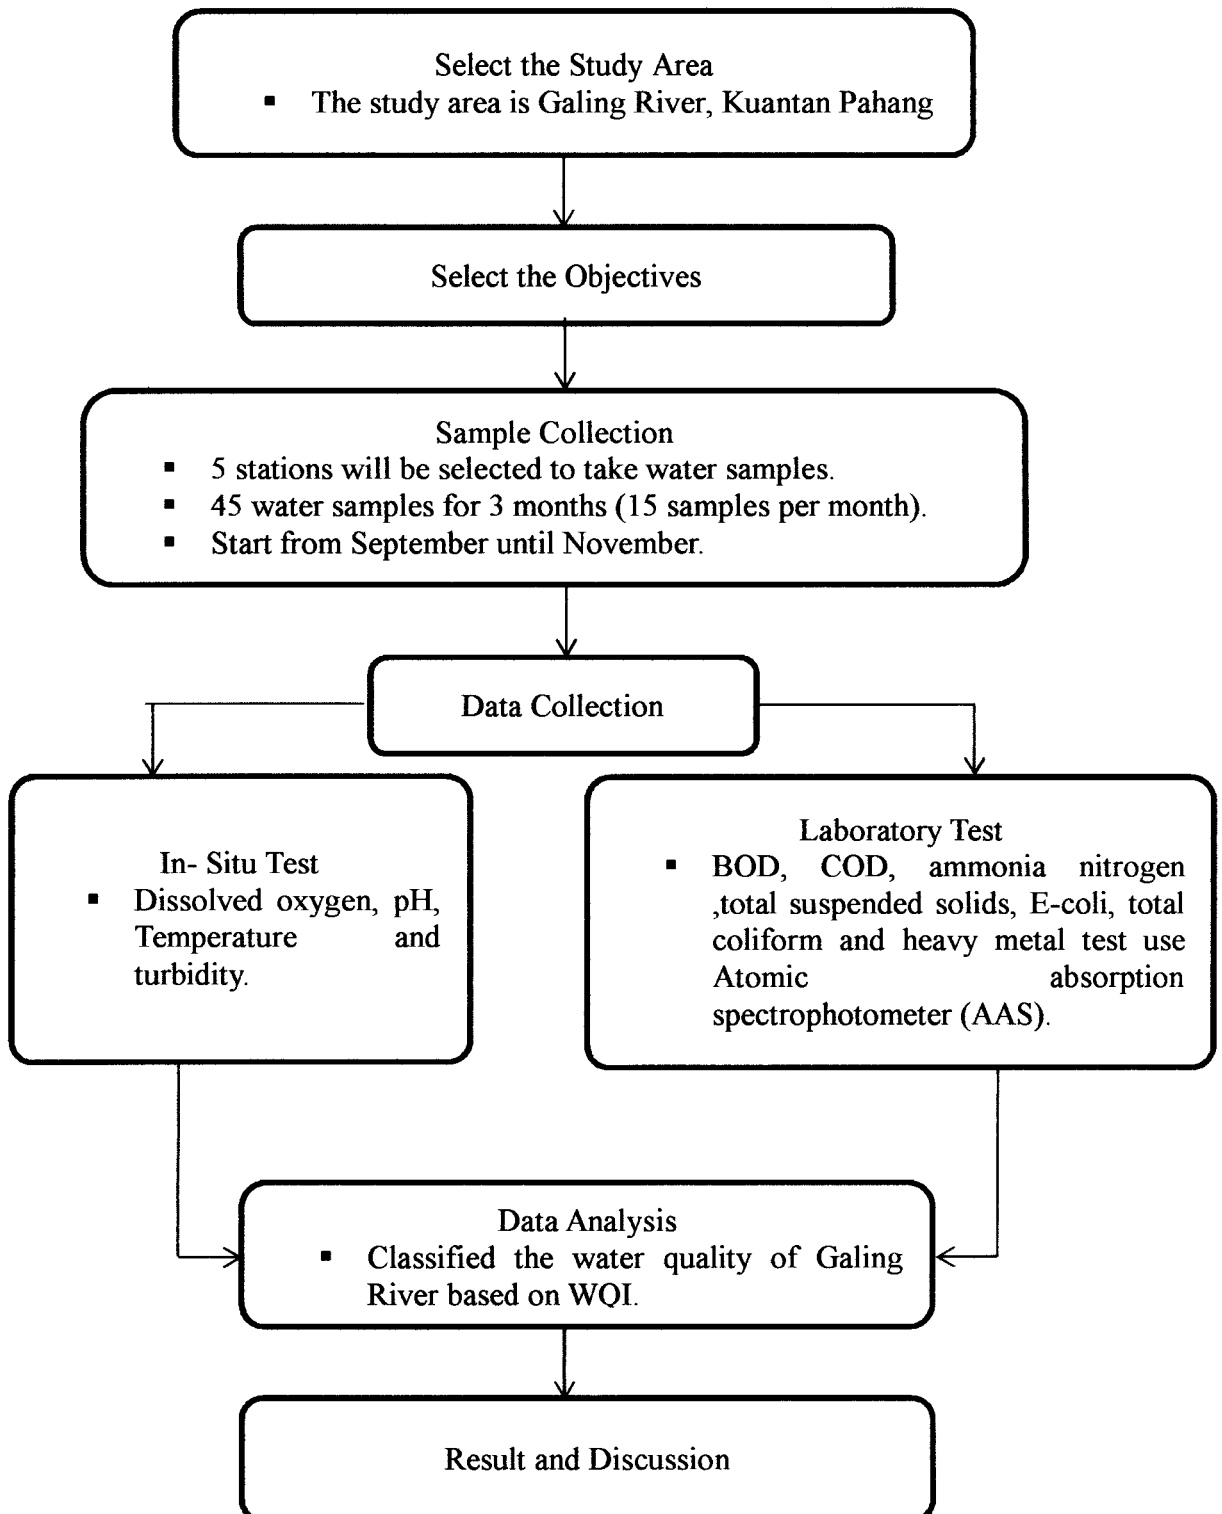 Select the Study Area
▪ The study area is Galing River, Kuantan Pahang
Select the Objectives
Sample Collection
▪ 5 stations will be selected to take water samples.
▪ 45 water samples for 3 months (15 samples per month).
▪ Start from September until November.
Data Collection
In- Situ Test
▪ Dissolved oxygen, pH,
Temperature and
turbidity.
Laboratory Test
▪ BOD, COD, ammonia nitrogen
,total suspended solids, E-coli, total
coliform and heavy metal test use
Atomic absorption
spectrophotometer (AAS).
Data Analysis
▪ Classified the water quality of Galing
River based on WQI.
Result and Discussion